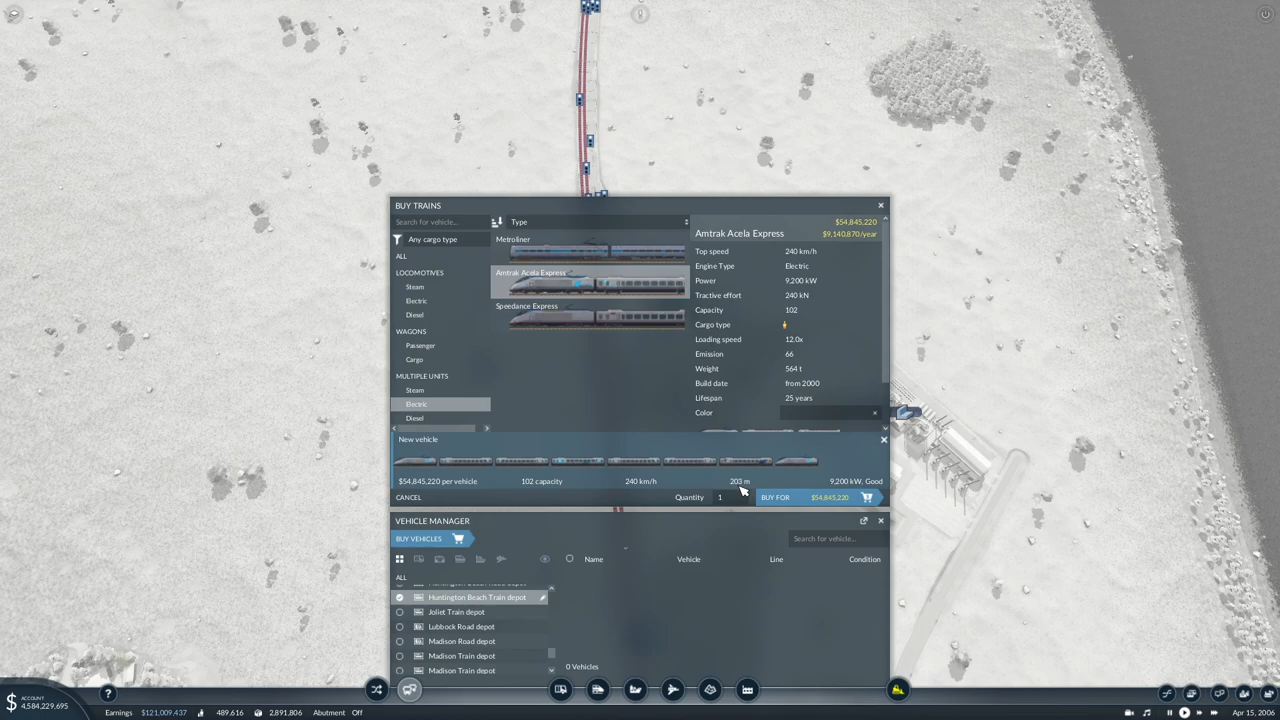 BUY TRAINS
Search for vehicle...
Type
Any cargo type
ALL
LOCOMOTIVES
Steam
Electric
Diesel
WAGONS
Passenger
Cargo
MULTIPLE UNITS
Steam
Electric
Diesel
Metroliner
Amtrak Acela Express
Speedance Express
$54,845,220
Amtrak Acela Express
$9,140,870/year
Top speed 240 km/h
Engine Type Electric
Power 9,200 kW
Tractive effort 240 kN
Capacity 102
Cargo type
Loading speed 12.0x
Emission 66
Weight 564 t
Build date from 2000
Lifespan 25 years
Color
New vehicle
$54,845,220 per vehicle 102 capacity 240 km/h 203 m 9,200 kW, Good
CANCEL Quantity 1 BUY FOR $54,845,220
VEHICLE MANAGER
BUY VEHICLES Search for vehicle...
Name Vehicle Line Condition
ALL
Huntington Beach Train depot
Joliet Train depot
Lubbock Road depot
Madison Road depot
Madison Train depot
Madison Train depot
0 Vehicles
$ ACCOUNT
4,584,229,695
?
Earnings $121,009,437 489,616 2,891,806 Abutment Off Apr 15, 2006